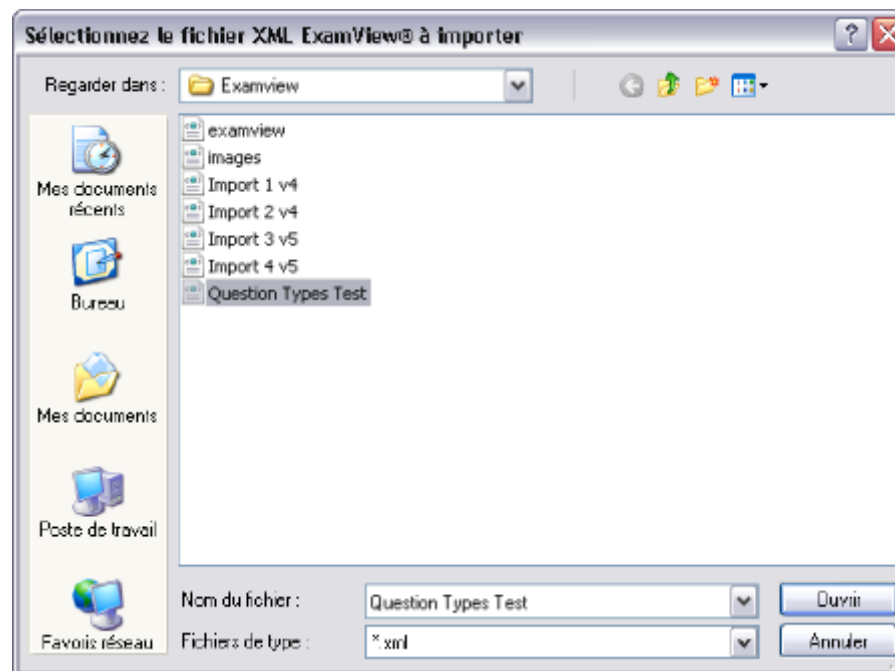 Sélectionnez le fichier XML ExamView® à importer
Regarder dans :
Examview
examview
images
Import 1 v4
Import 2 v4
Import 3 v5
Import 4 v5
Question Types Test
Mes documents
récents
Bureau
Mes documents
Poste de travail
Favoris réseau
Nom du fichier :
Question Types Test
Ouvrir
Fichiers de type :
*.xml
Annuler